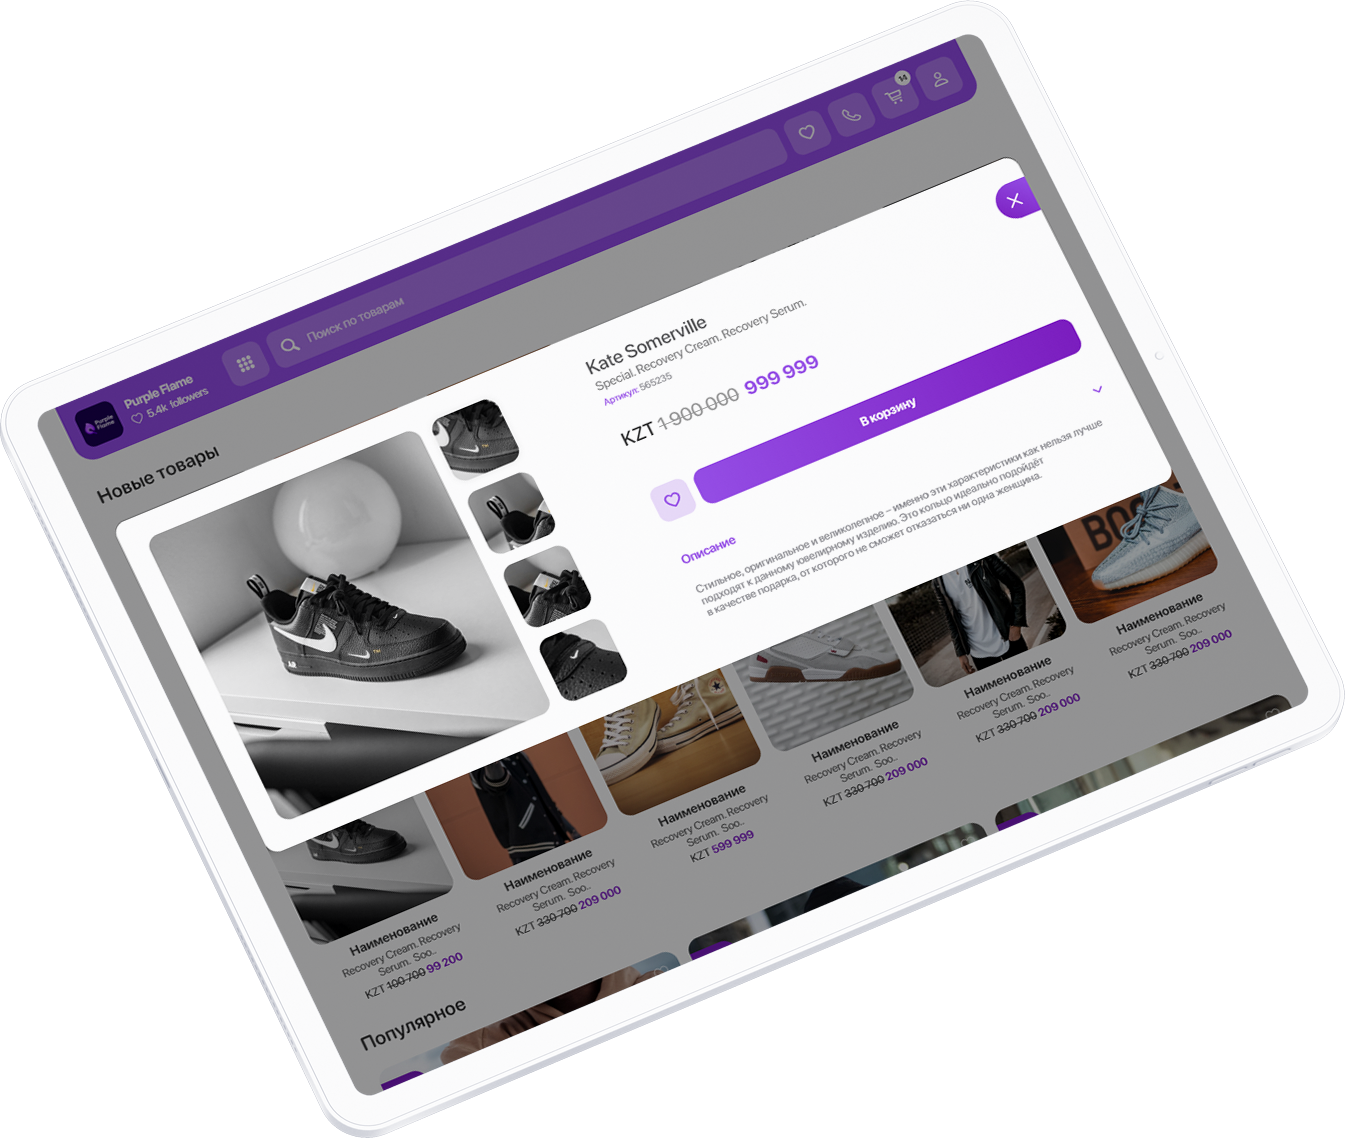 Purple Flame
Purple Flame
5.4k followers
Поиск по товарам
14
Новые товары
Kate Somerville
Special. Recovery Cream. Recovery Serum.
Артикул: 565235
KZT 1 900 000 999 999
В корзину
Описание
Стильное, оригинальное и великолепное – именно эти характеристики как нельзя лучше
подходят к данному ювелирному изделию. Это кольцо идеально подойдёт
в качестве подарка, от которого не сможет отказаться ни одна женщина.
Наименование
Recovery Cream. Recovery
Serum. Soo..
KZT 100 700 99 200
Наименование
Recovery Cream. Recovery
Serum. Soo..
KZT 330 700 209 000
Наименование
Recovery Cream. Recovery
Serum. Soo..
KZT 599 999
Наименование
Recovery Cream. Recovery
Serum. Soo..
KZT 330 700 209 000
Наименование
Recovery Cream. Recovery
Serum. Soo..
KZT 330 700 209 000
BOO
Наименование
Recovery Cream. Recovery
Serum. Soo..
KZT 330 700 209 000
Популярное